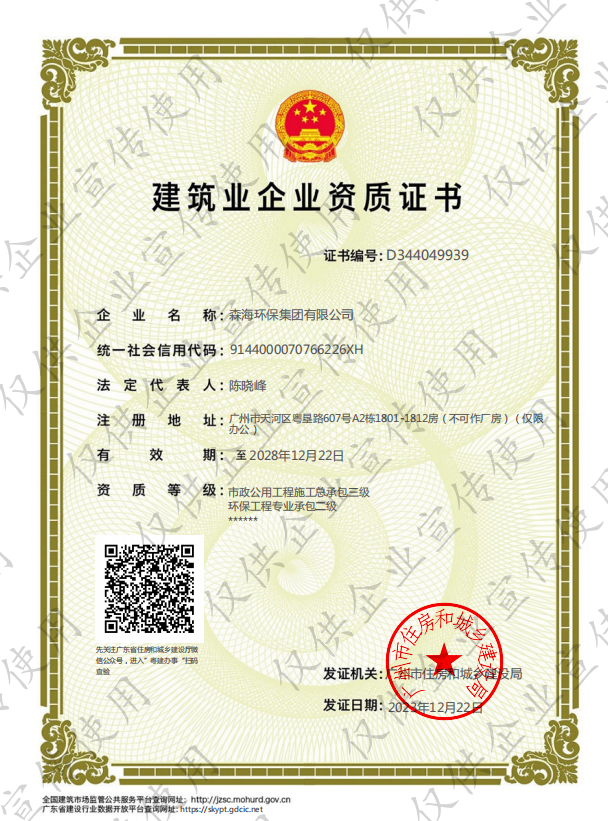 建筑业企业资质证书
证书编号：D344049939
企业名称：森海环保集团有限公司
统一社会信用代码：9144000070766226XH
法定代表人：陈晓峰
注册地址：广州市天河区粤垦路607号A2栋1801-1812房（不可作厂房）（仅限
办公）
有效期：至2028年12月22日
资质等级：市政公用工程施工总承包三级
环保工程专业承包二级
******
先关注广东省住房和城乡建设厅微
信公众号，进入“粤建办事”扫码
查验
广州市住房和城乡建设局
发证机关：广州市住房和城乡建设局
发证日期：2023年12月22日
全国建筑市场监管公共服务平台查询网址：http://jzsc.mohurd.gov.cn
广东省建设行业数据开放平台查询网址：https://skypt.gdcic.net
仅供企业宣传使用